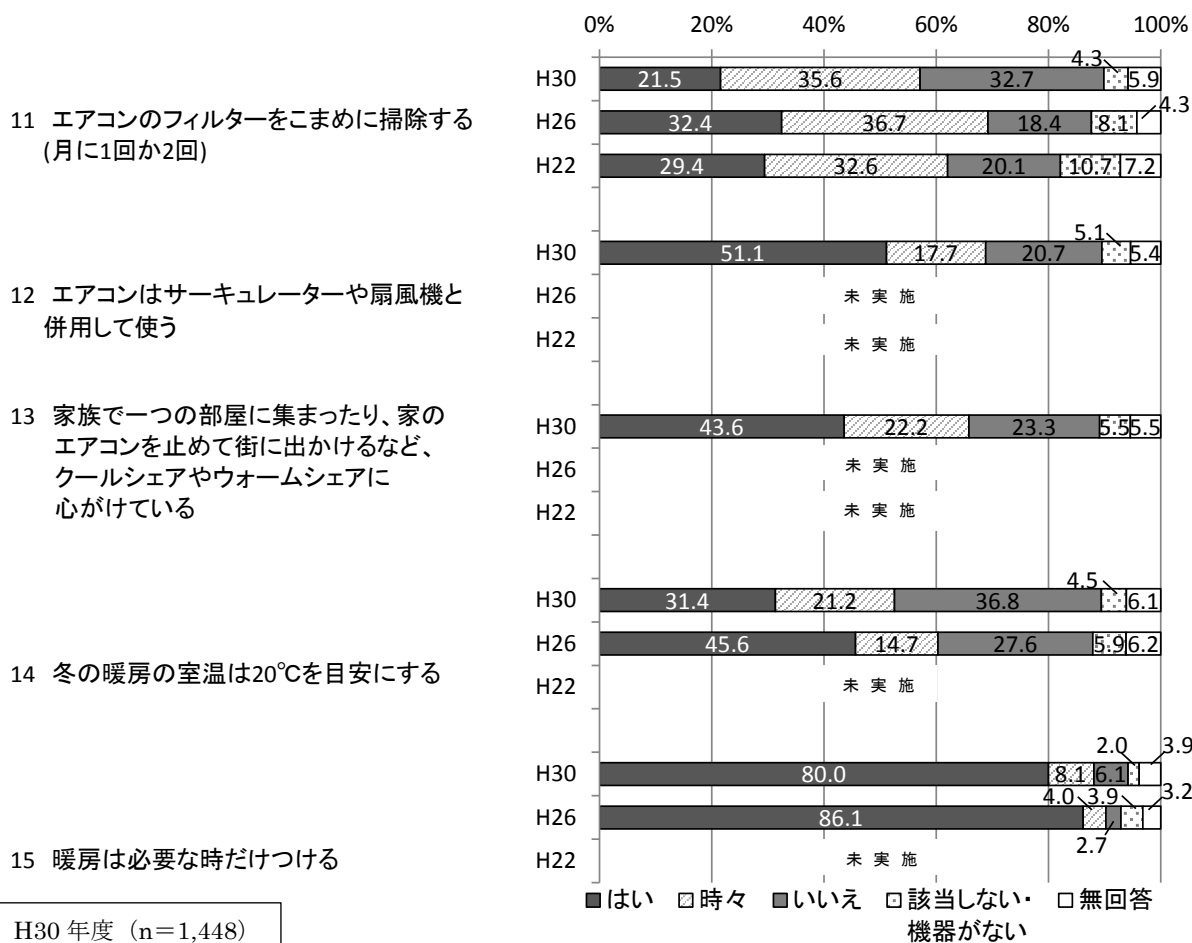 0% 20% 40% 60% 80% 100%
11 エアコンのフィルターをこまめに掃除する
(月に1回か2回)
H30 21.5 35.6 32.7 4.3 5.9
H26 32.4 36.7 18.4 8.1 4.3
H22 29.4 32.6 20.1 10.7 7.2
12 エアコンはサーキュレーターや扇風機と
併用して使う
H30 51.1 17.7 20.7 5.1 5.4
H26 未 実 施
H22 未 実 施
13 家族で一つの部屋に集まったり、家の
エアコンを止めて街に出かけるなど、
クールシェアやウォームシェアに
心がけている
H30 43.6 22.2 23.3 5.5 5.5
H26 未 実 施
H22 未 実 施
14 冬の暖房の室温は20℃を目安にする
H30 31.4 21.2 36.8 4.5 6.1
H26 45.6 14.7 27.6 5.9 6.2
H22 未 実 施
15 暖房は必要な時だけつける
H30 80.0 8.1 6.1 2.0 3.9
H26 86.1 4.0 2.7 3.9 3.2
H22 未 実 施
はい 時々 いいえ 該当しない・ 無回答
機器がない
H30 年度（n＝1,448）